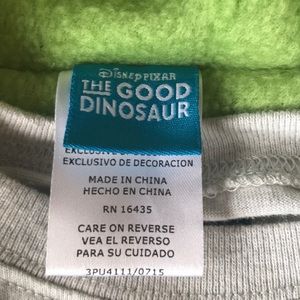 DISNEY·PIXAR
THE GOOD
DINOSAUR
EXCLUSIVO DE DECORACION
MADE IN CHINA
HECHO EN CHINA
RN 16435
CARE ON REVERSE
VEA EL REVERSO
PARA SU CUIDADO
3PU4111/0715